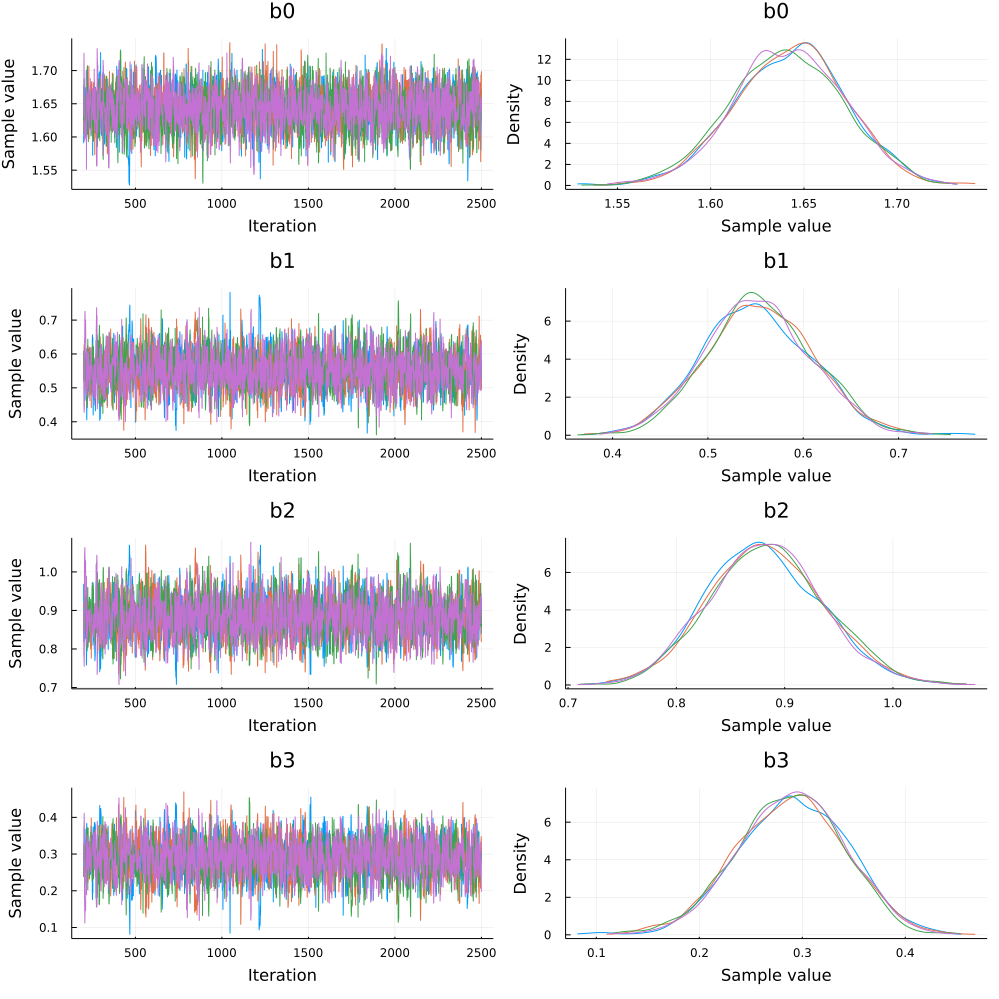 b0
b0
Sample value
1.70
1.65
1.60
1.55
500
1000
1500
2000
2500
Iteration
Density
12
10
8
6
4
2
0
1.55
1.60
1.65
1.70
Sample value
b1
b1
Sample value
0.7
0.6
0.5
0.4
500
1000
1500
2000
2500
Iteration
Density
6
4
2
0
0.4
0.5
0.6
0.7
Sample value
b2
b2
Sample value
1.0
0.9
0.8
0.7
500
1000
1500
2000
2500
Iteration
Density
6
4
2
0
0.7
0.8
0.9
1.0
Sample value
b3
b3
Sample value
0.4
0.3
0.2
0.1
500
1000
1500
2000
2500
Iteration
Density
6
4
2
0
0.1
0.2
0.3
0.4
Sample value